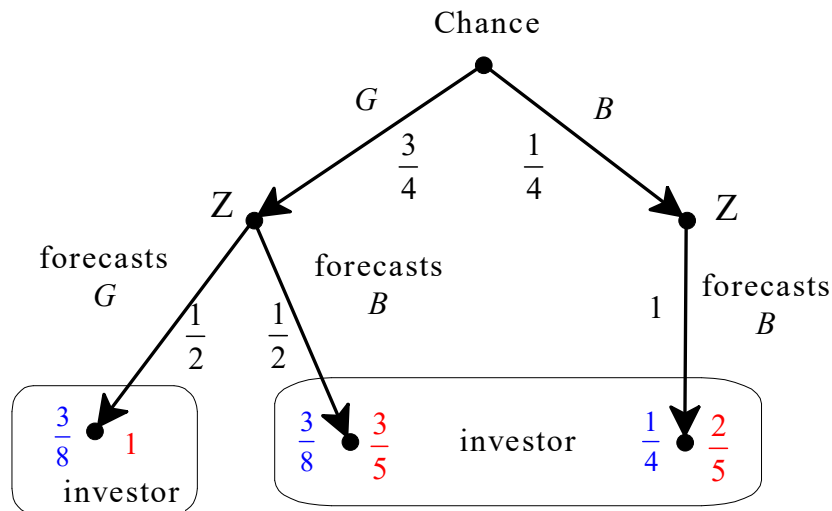 Chance
G
B
3/4
1/4
Z
Z
forecasts
G
forecasts
B
forecasts
B
1/2
1/2
1
3/8
1
investor
3/8
3/5
investor
1/4
2/5